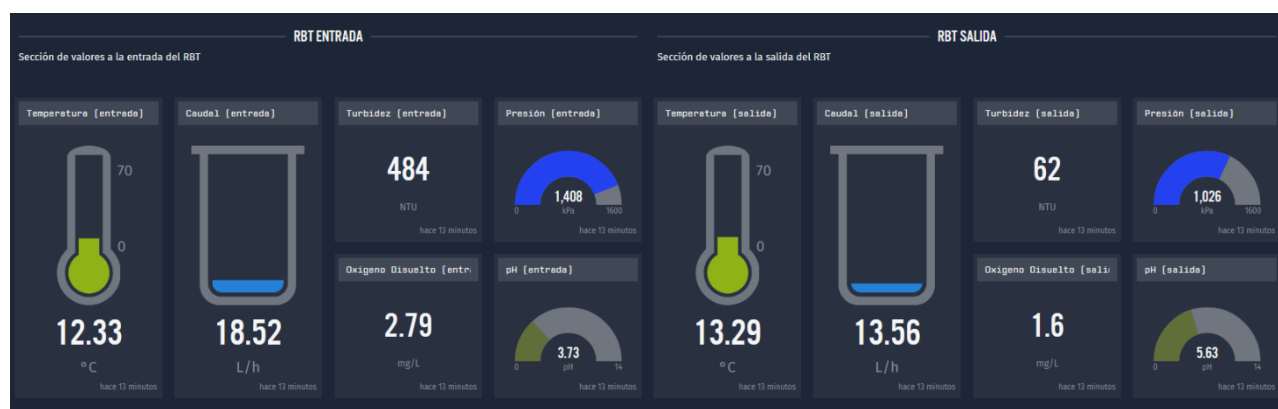 RBT ENTRADA
Sección de valores a la entrada del RBT
Temperatura [entrada]
70
0
12.33
°C
hace 13 minutos
Caudal [entrada]
18.52
L/h
hace 13 minutos
Turbidez [entrada]
484
NTU
hace 13 minutos
Presión [entrada]
1,408
kPa
0
1600
hace 13 minutos
Oxigeno Disuelto [entr
2.79
mg/L
hace 13 minutos
pH [entrada]
3.73
pH
0
14
hace 13 minutos
RBT SALIDA
Sección de valores a la salida del RBT
Temperatura [salida]
70
0
13.29
°C
hace 13 minutos
Caudal [salida]
13.56
L/h
hace 13 minutos
Turbidez [salida]
62
NTU
hace 13 minutos
Presión [salida]
1,026
kPa
0
1600
hace 13 minutos
Oxigeno Disuelto [sali
1.6
mg/L
hace 13 minutos
pH [salida]
5.63
pH
0
14
hace 13 minutos